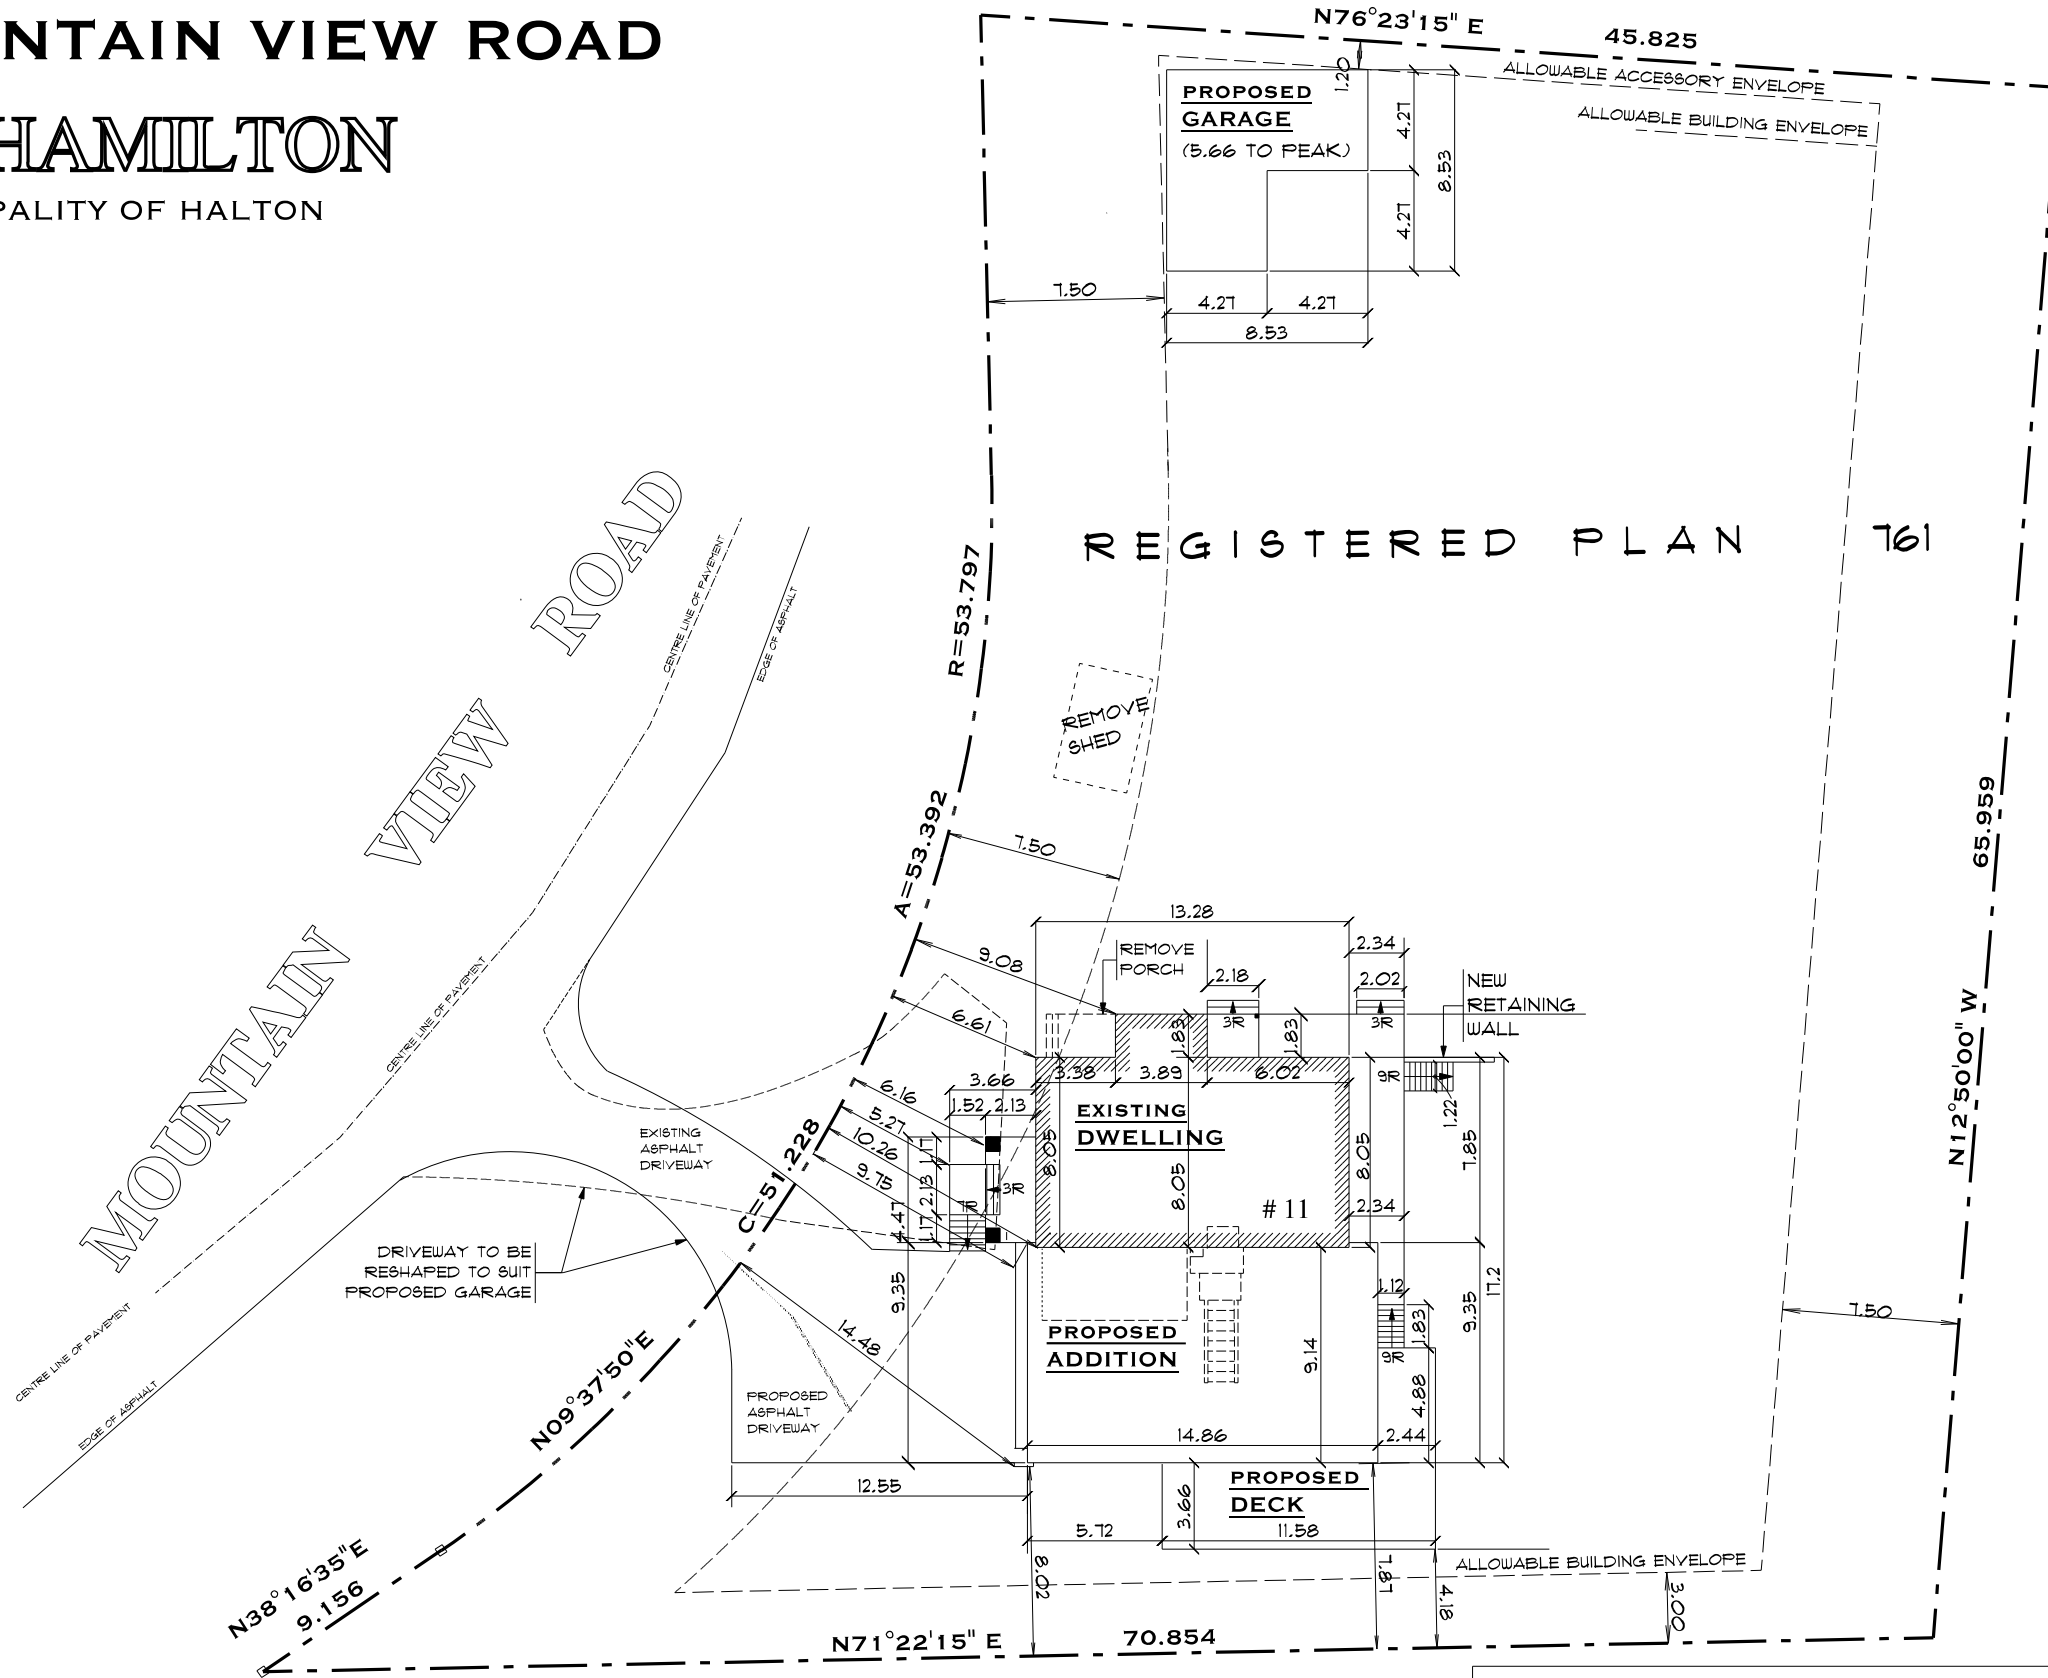 NTAIN VIEW ROAD
HAMILTON
PALITY OF HALTON
N76°23'15" E
45.825
ALLOWABLE ACCESSORY ENVELOPE
ALLOWABLE BUILDING ENVELOPE
1.20
PROPOSED
GARAGE
(5.66 TO PEAK)
4.27
8.53
4.27
7.50
4.27
4.27
8.53
REGISTERED PLAN 761
R=53.797
MOUNTAIN VIEW ROAD
CENTRE LINE OF PAVEMENT
EDGE OF ASPHALT
REMOVE
SHED
A=53.392
7.50
65.959
N12°50'00" W
13.28
9.08
REMOVE
PORCH
2.34
2.18
2.02
NEW
RETAINING
WALL
6.61
1.83
3R
1.83
3R
3.38
3.89
6.02
9R
1.22
CENTRE LINE OF PAVEMENT
6.16
3.66
1.52
2.13
5.27
10.26
9.75
C=51.228
EXISTING
ASPHALT
DRIVEWAY
EXISTING
DWELLING
8.05
8.05
8.05
7.85
1.17
2.13
4.47
1.17
3R
7R
# 11
2.34
DRIVEWAY TO BE
RESHAPED TO SUIT
PROPOSED GARAGE
9.35
14.48
1.12
1.83
9R
9.35
17.2
7.50
PROPOSED
ADDITION
9.14
4.88
CENTRE LINE OF PAVEMENT
EDGE OF ASPHALT
N09°37'50"E
PROPOSED
ASPHALT
DRIVEWAY
14.86
2.44
12.55
PROPOSED
DECK
3.66
5.72
11.58
8.02
7.87
4.18
ALLOWABLE BUILDING ENVELOPE
3.00
N38°16'35"E
9.156
N71°22'15" E
70.854